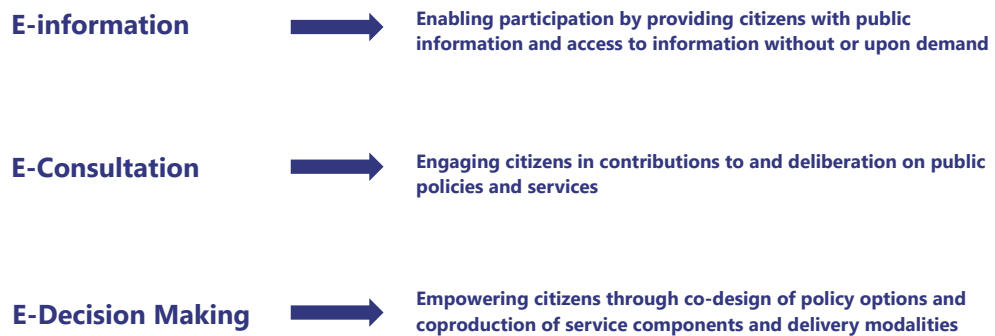 E-information
Enabling participation by providing citizens with public
information and access to information without or upon demand
E-Consultation
Engaging citizens in contributions to and deliberation on public
policies and services
E-Decision Making
Empowering citizens through co-design of policy options and
coproduction of service components and delivery modalities